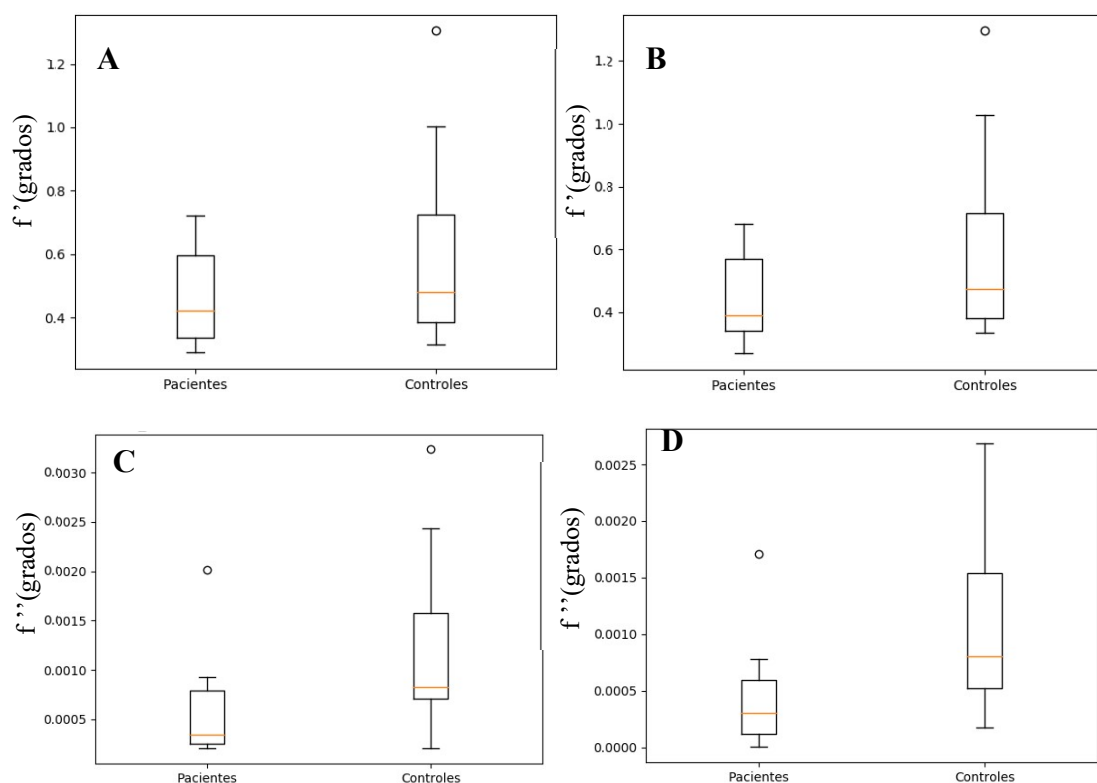 A
f '(grados)
1.2
1.0
0.8
0.6
0.4
Pacientes
Controles
B
f '(grados)
1.2
1.0
0.8
0.6
0.4
Pacientes
Controles
C
f ''(grados)
0.0030
0.0025
0.0020
0.0015
0.0010
0.0005
Pacientes
Controles
D
f ''(grados)
0.0025
0.0020
0.0015
0.0010
0.0005
0.0000
Pacientes
Controles